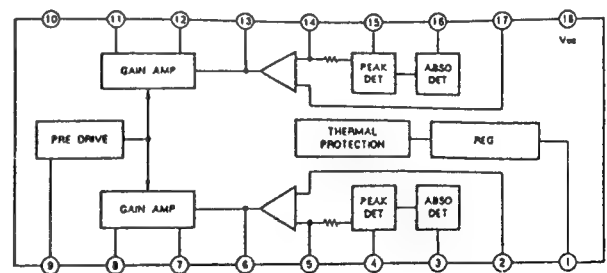 10 11 12 13 14 15 16 17 18
Vcc
GAIN AMP
PEAK DET
ABSO DET
PRE DRIVE
THERMAL PROTECTION
REG
GAIN AMP
PEAK DET
ABSO DET
9 8 7 6 5 4 3 2 1